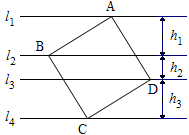 l₁ A
h₁
l₂ B
h₂
l₃ D
h₃
l₄ C